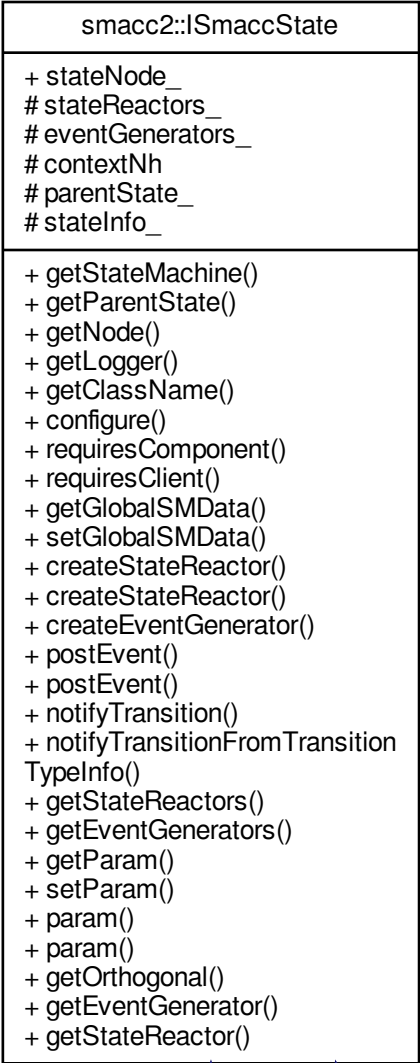 smacc2::ISmaccState
+ stateNode_
# stateReactors_
# eventGenerators_
# contextNh
# parentState_
# stateInfo_
+ getStateMachine()
+ getParentState()
+ getNode()
+ getLogger()
+ getClassName()
+ configure()
+ requiresComponent()
+ requiresClient()
+ getGlobalSMData()
+ setGlobalSMData()
+ createStateReactor()
+ createStateReactor()
+ createEventGenerator()
+ postEvent()
+ postEvent()
+ notifyTransition()
+ notifyTransitionFromTransition
TypeInfo()
+ getStateReactors()
+ getEventGenerators()
+ getParam()
+ setParam()
+ param()
+ param()
+ getOrthogonal()
+ getEventGenerator()
+ getStateReactor()